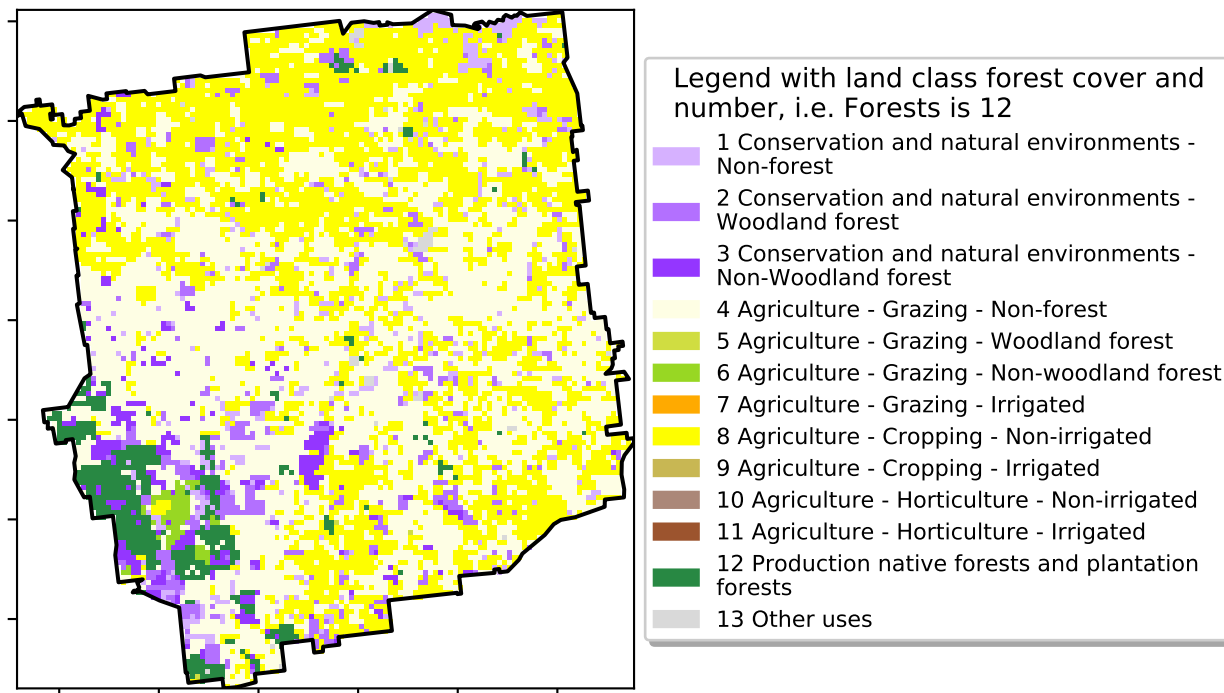 Legend with land class forest cover and
number, i.e. Forests is 12
1 Conservation and natural environments -
Non-forest
2 Conservation and natural environments -
Woodland forest
3 Conservation and natural environments -
Non-Woodland forest
4 Agriculture - Grazing - Non-forest
5 Agriculture - Grazing - Woodland forest
6 Agriculture - Grazing - Non-woodland forest
7 Agriculture - Grazing - Irrigated
8 Agriculture - Cropping - Non-irrigated
9 Agriculture - Cropping - Irrigated
10 Agriculture - Horticulture - Non-irrigated
11 Agriculture - Horticulture - Irrigated
12 Production native forests and plantation
forests
13 Other uses